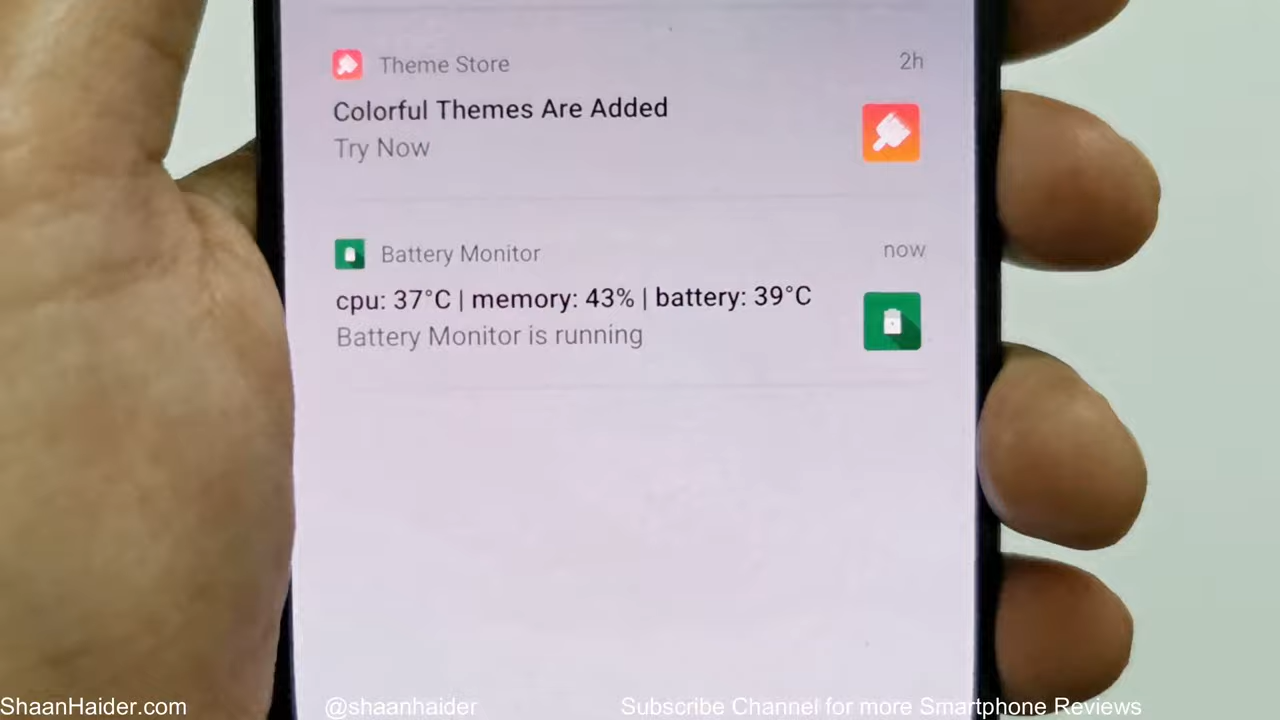 Theme Store 2h
Colorful Themes Are Added
Try Now
Battery Monitor now
cpu: 37°C | memory: 43% | battery: 39°C
Battery Monitor is running
ShaanHaider.com @shaanhaider Subscribe Channel for more Smartphone Reviews